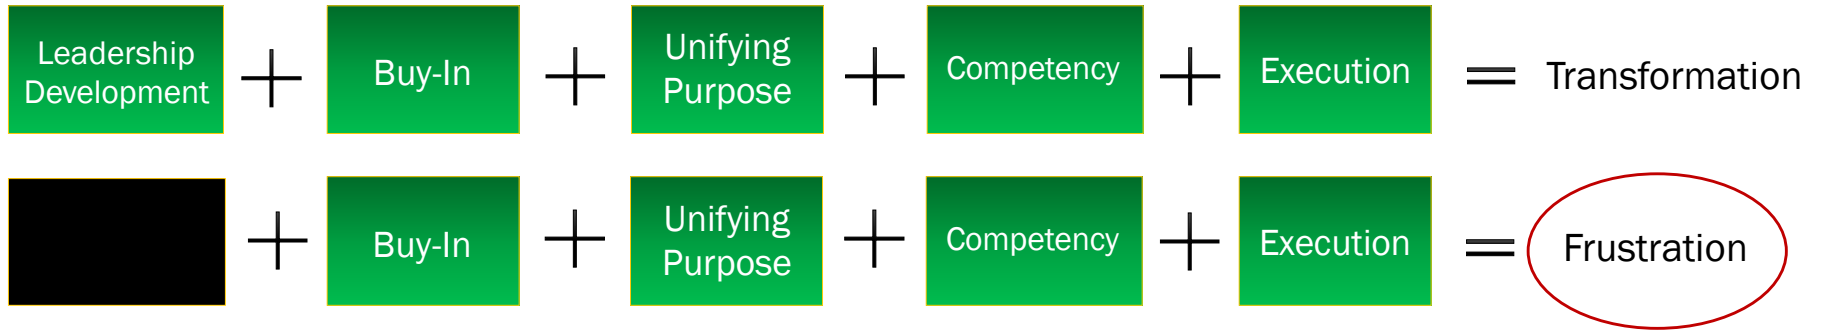 Leadership
Development + Buy-In + Unifying
Purpose + Competency + Execution = Transformation
+ Buy-In + Unifying
Purpose + Competency + Execution = Frustration